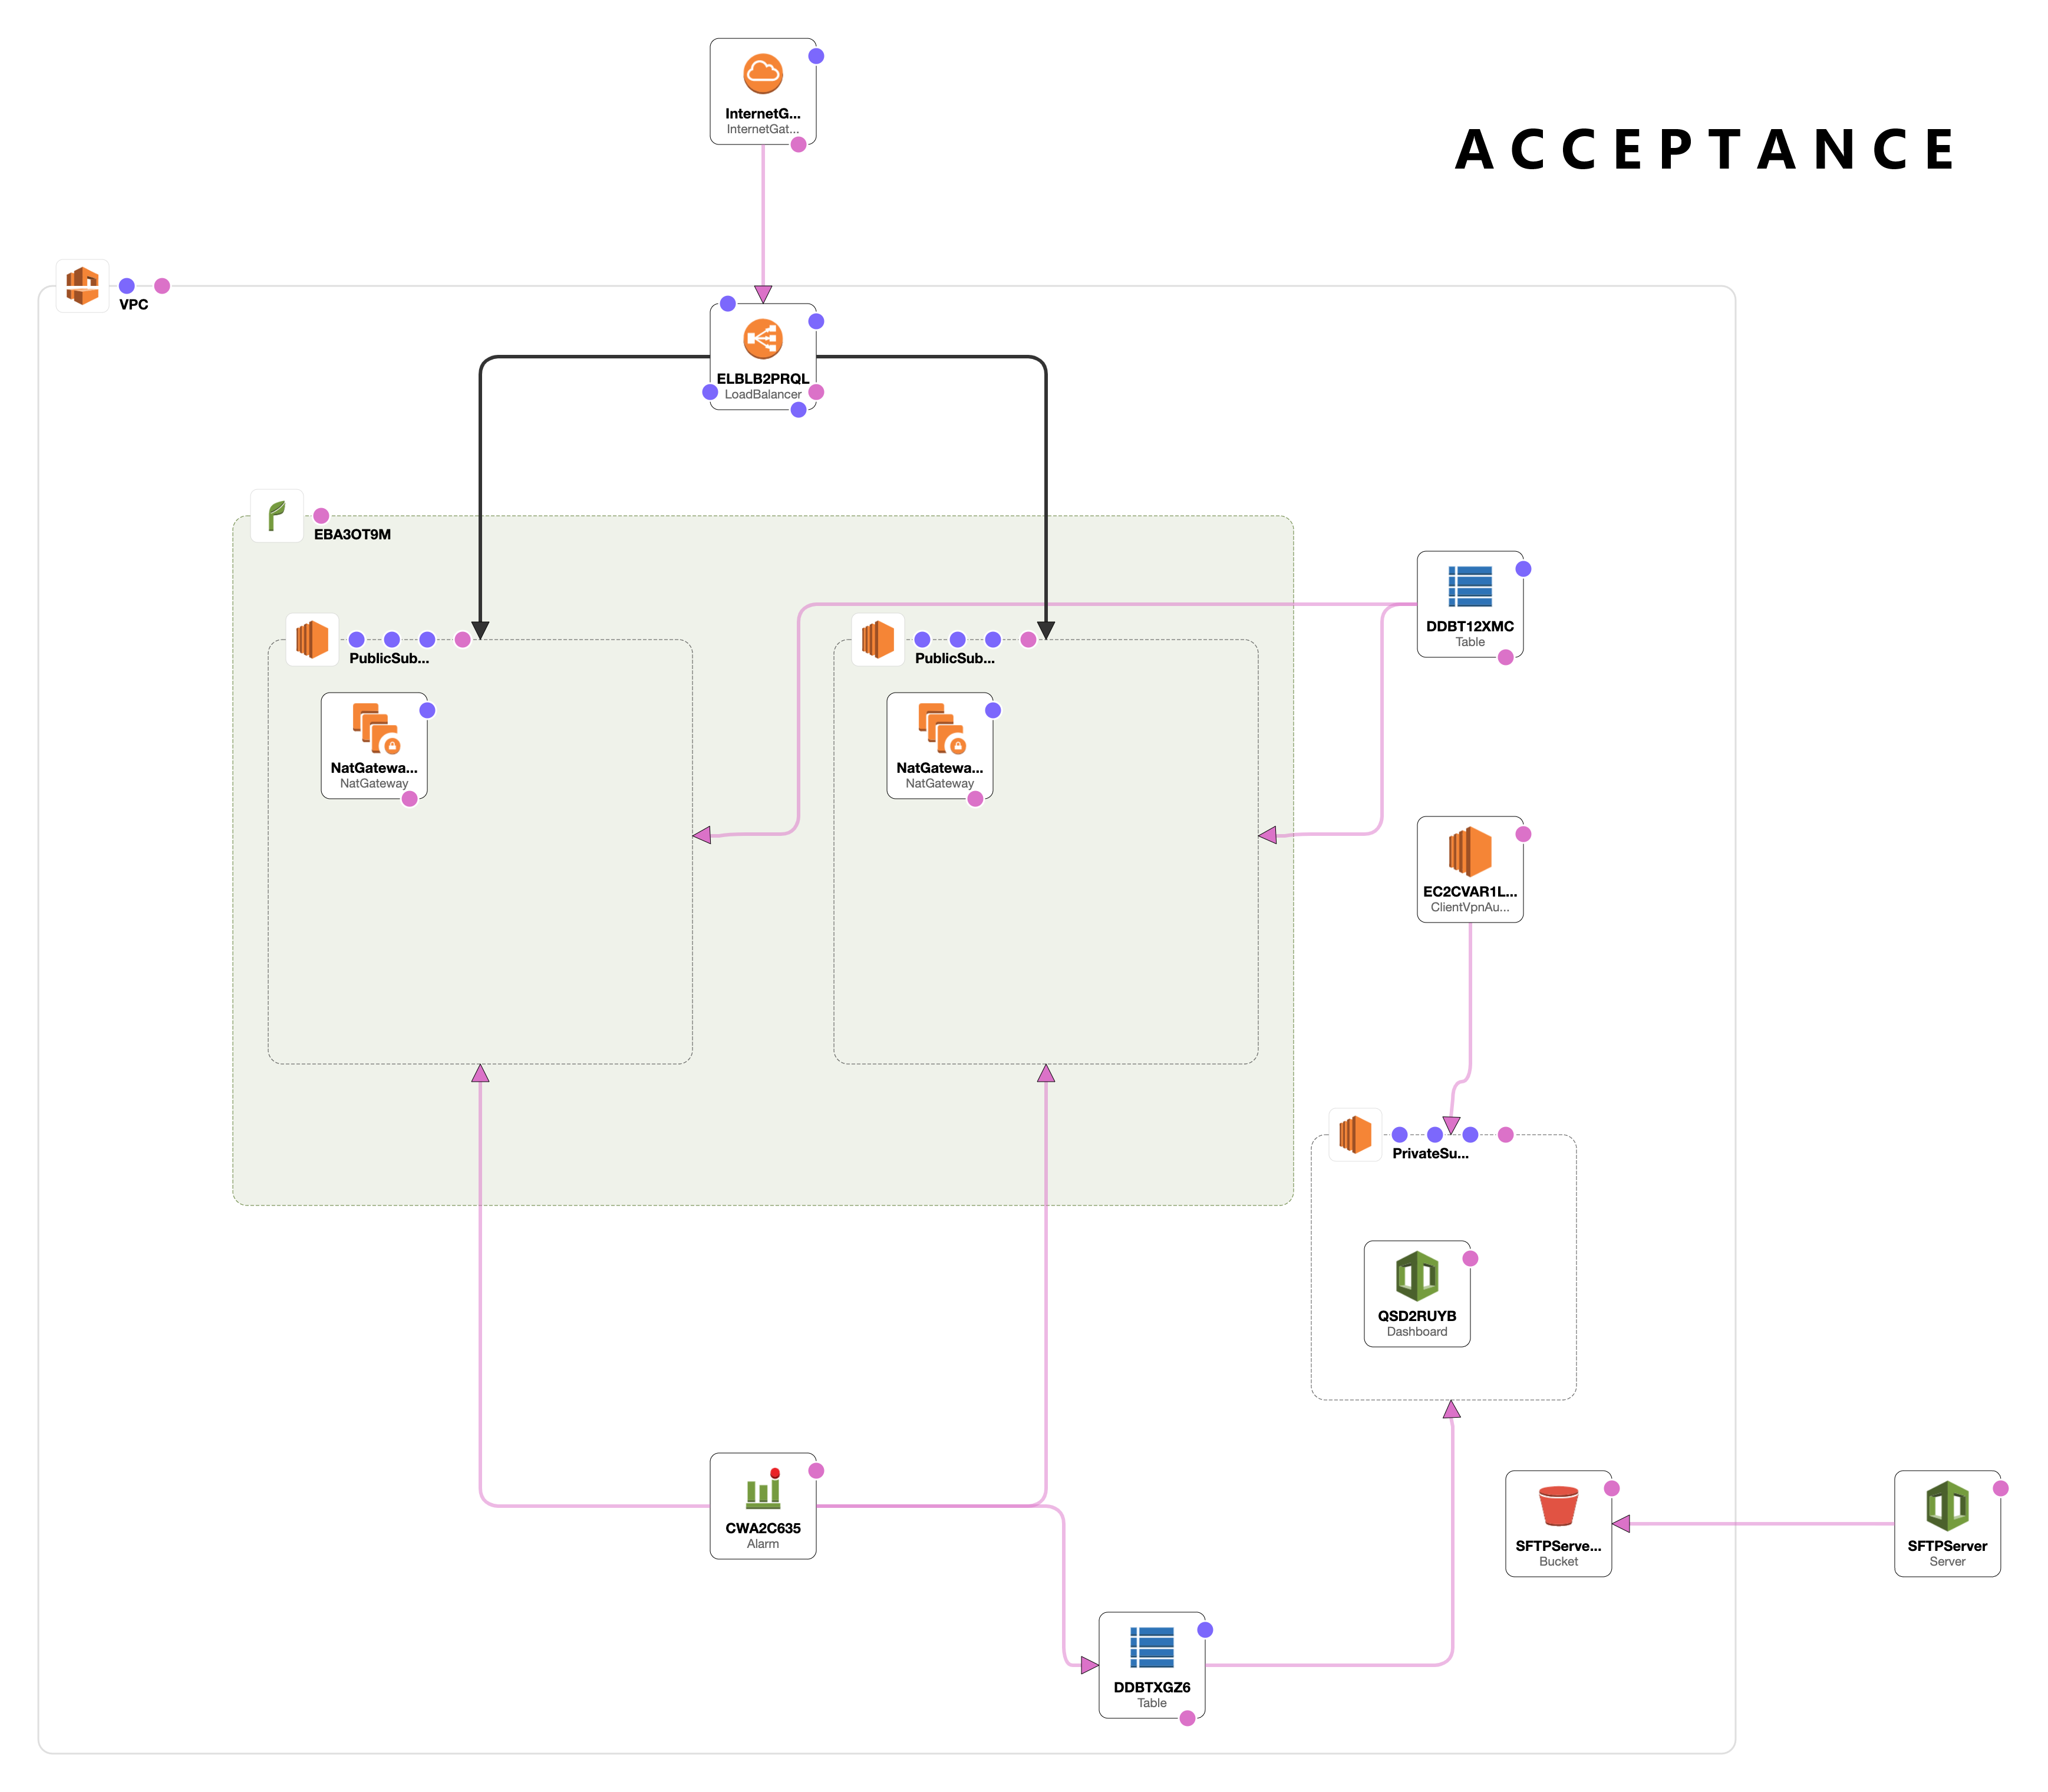 InternetG...
InternetGat...
A C C E P T A N C E
VPC
ELBLB2PRQL
LoadBalancer
EBA3OT9M
DDBT12XMC
Table
PublicSub...
PublicSub...
NatGatewa...
NatGateway
NatGatewa...
NatGateway
EC2CVAR1L...
ClientVpnAu...
PrivateSu...
QSD2RUYB
Dashboard
CWA2C635
Alarm
SFTPServe...
Bucket
SFTPServer
Server
DDBTXGZ6
Table